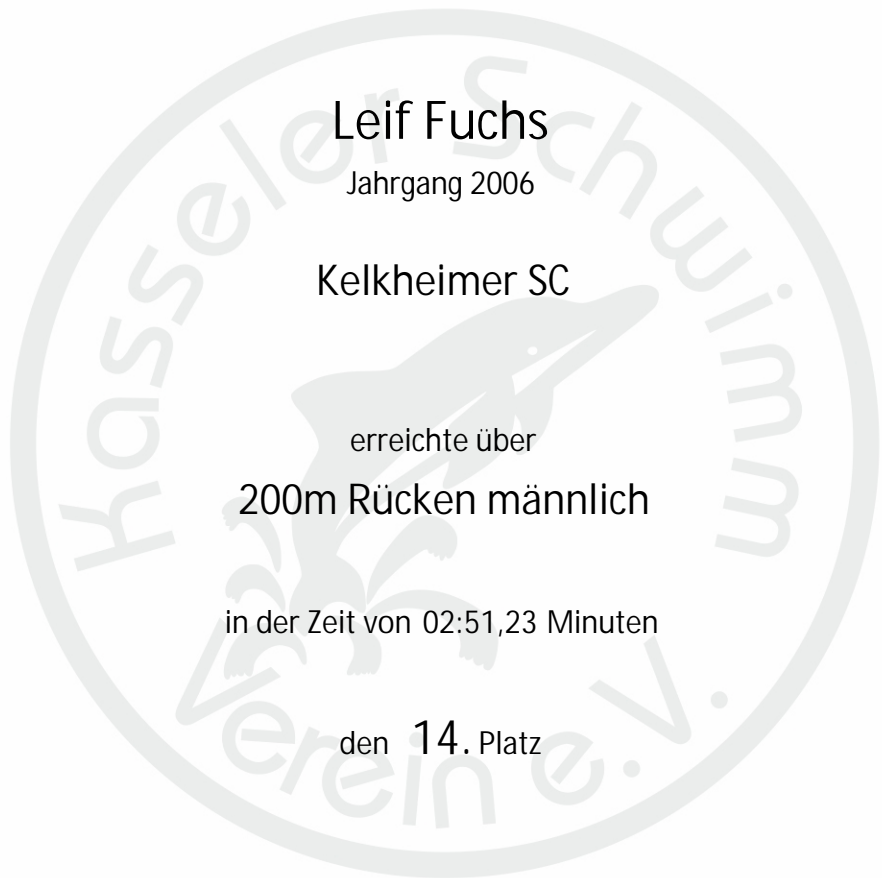 Kasseler Schwimm
Verein e.V.
Leif Fuchs
Jahrgang 2006
Kelkheimer SC
erreichte über
200m Rücken männlich
in der Zeit von 02:51,23 Minuten
den 14. Platz